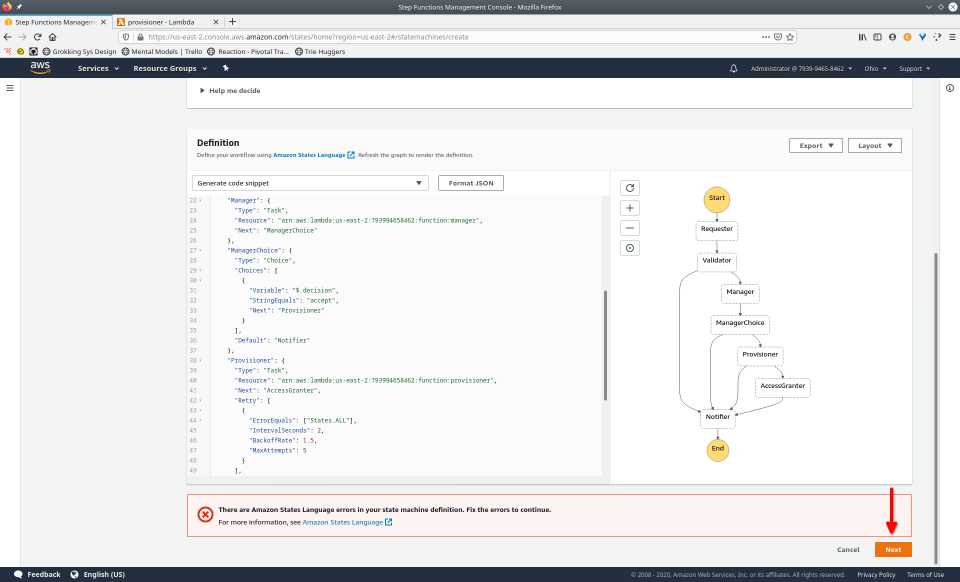 Step Functions Management Console - Mozilla Firefox
Step Functions Manageme
provisioner - Lambda
https://us-east-2.console.aws.amazon.com/states/home?region=us-east-2#/statemachines/create
Grokking Sys Design
Mental Models | Trello
Reaction - Pivotal Tra...
Trie Huggers
aws
Services
Resource Groups
Administrator @ 7939-9465-8462
Ohio
Support
Help me decide
Definition
Define your workflow using Amazon States Language. Refresh the graph to render the definition.
Export
Layout
Generate code snippet
Format JSON
22 "Manager": {
23 "Type": "Task",
24 "Resource": "arn:aws:lambda:us-east-2:793994658462:function:manager",
25 "Next": "ManagerChoice"
26 },
27 "ManagerChoice": {
28 "Type": "Choice",
29 "Choices": [
30 {
31 "Variable": "$.decision",
32 "StringEquals": "accept",
33 "Next": "Provisioner"
34 }
35 ],
36 "Default": "Notifier"
37 },
38 "Provisioner": {
39 "Type": "Task",
40 "Resource": "arn:aws:lambda:us-east-2:793994658462:function:provisioner",
41 "Next": "AccessGranter",
42 "Retry": [
43 {
44 "ErrorEquals": ["States.ALL"],
45 "IntervalSeconds": 2,
46 "BackoffRate": 1.5,
47 "MaxAttempts": 5
48 }
49 ],
Start
Requester
Validator
Manager
ManagerChoice
Provisioner
AccessGranter
Notifier
End
There are Amazon States Language errors in your state machine definition. Fix the errors to continue.
For more information, see Amazon States Language
Cancel
Next
Feedback
English (US)
© 2008 - 2020, Amazon Web Services, Inc. or its affiliates. All rights reserved.
Privacy Policy
Terms of Use